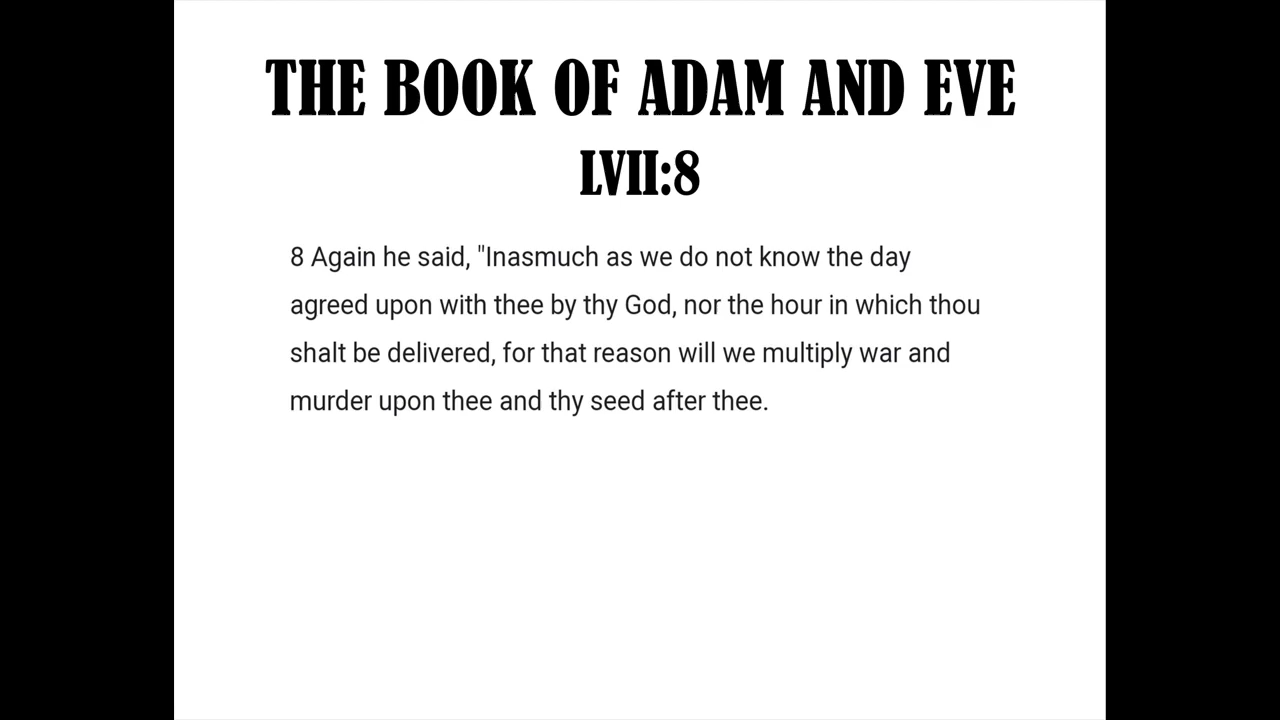 THE BOOK OF ADAM AND EVE
LVII:8
8 Again he said, "Inasmuch as we do not know the day
agreed upon with thee by thy God, nor the hour in which thou
shalt be delivered, for that reason will we multiply war and
murder upon thee and thy seed after thee.